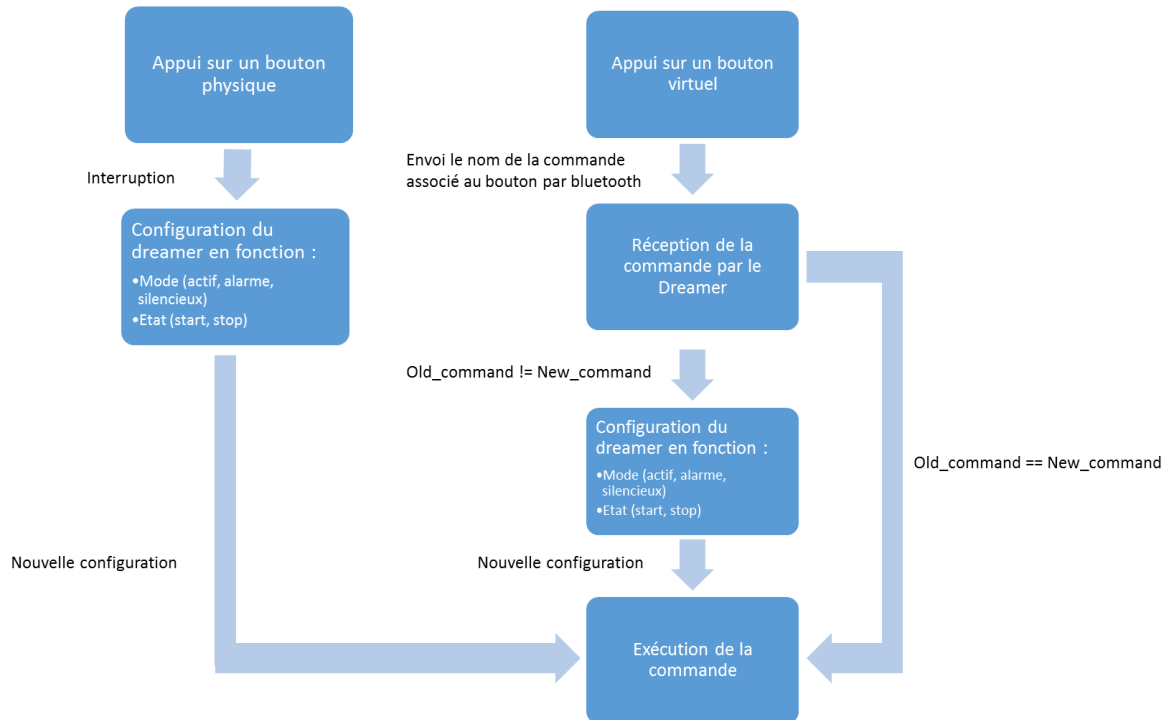 Appui sur un bouton
physique
Appui sur un bouton
virtuel
Interruption
Envoi le nom de la commande
associé au bouton par bluetooth
Configuration du
dreamer en fonction :
•Mode (actif, alarme,
silencieux)
•Etat (start, stop)
Réception de la
commande par le
Dreamer
Old_command != New_command
Configuration du
dreamer en fonction :
•Mode (actif, alarme,
silencieux)
•Etat (start, stop)
Old_command == New_command
Nouvelle configuration
Nouvelle configuration
Exécution de la
commande